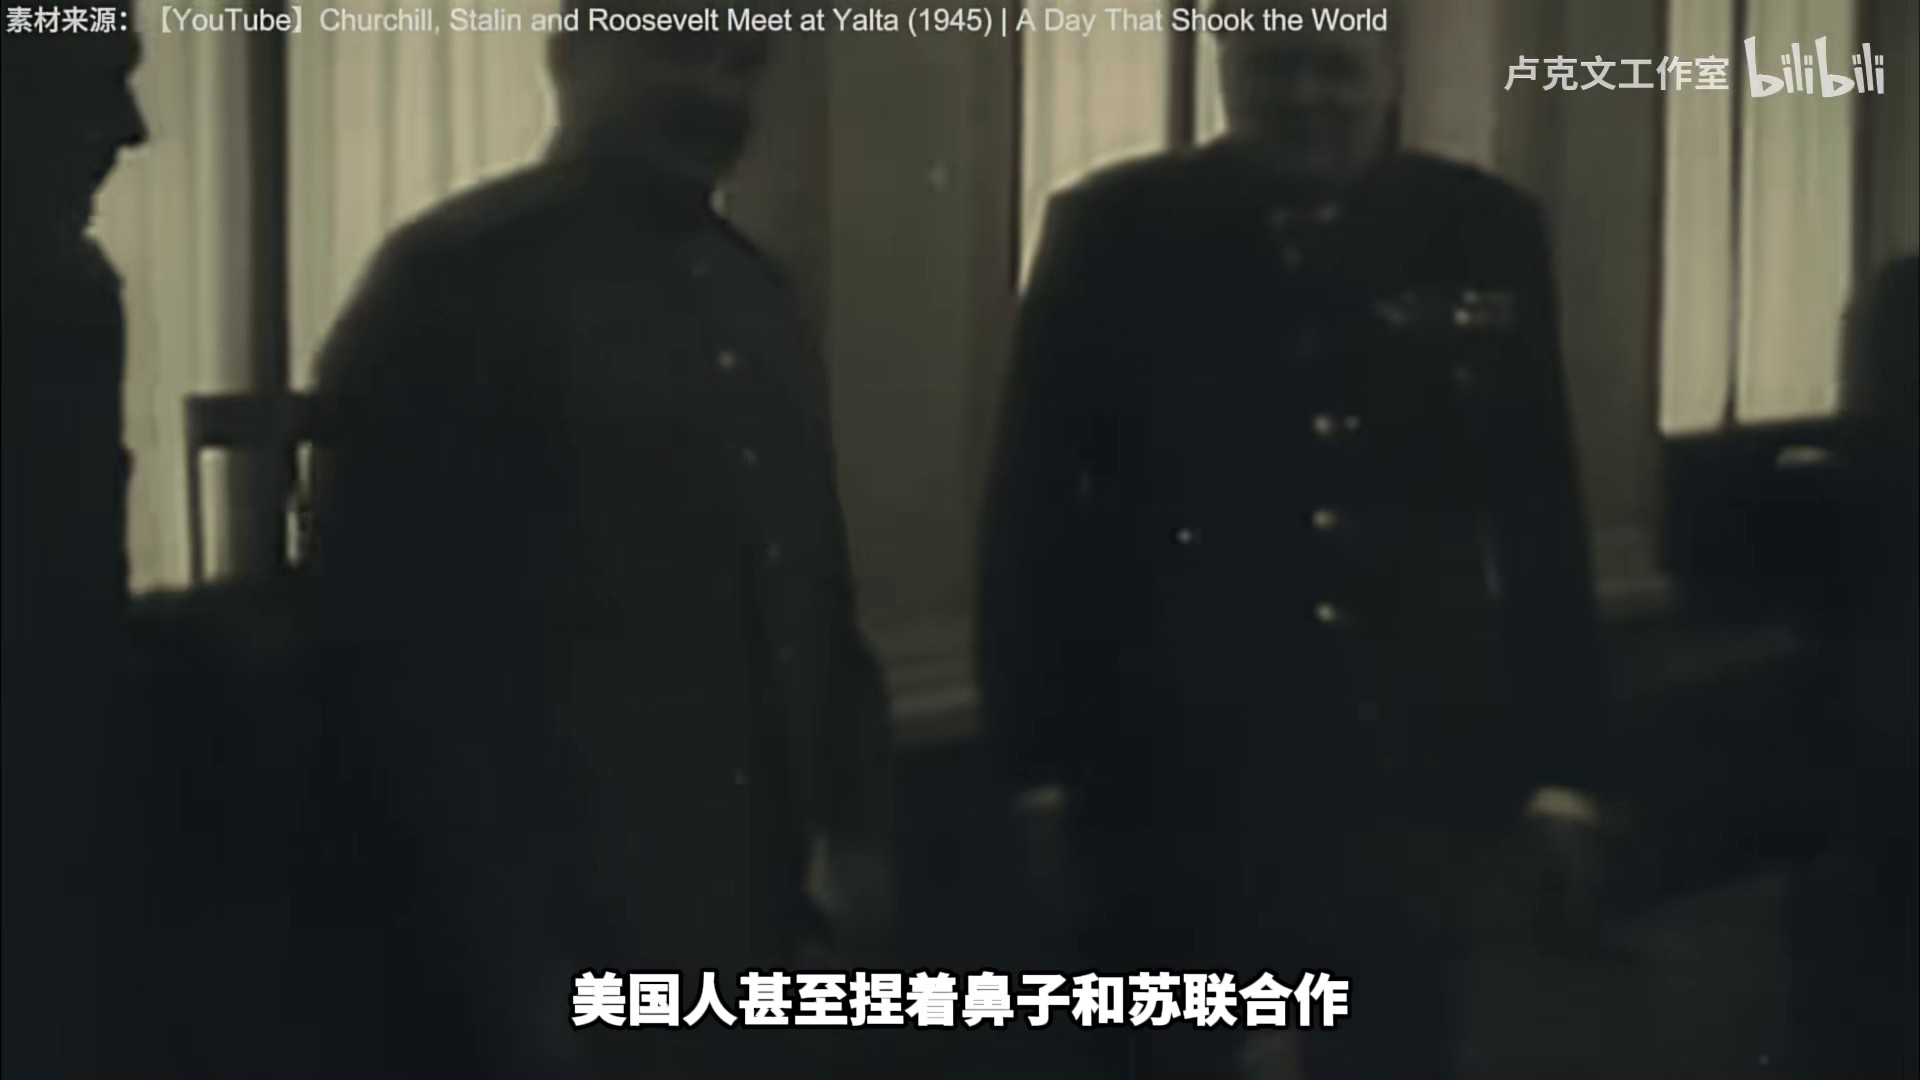 素材来源：【YouTube】Churchill, Stalin and Roosevelt Meet at Yalta (1945) | A Day That Shook the World
卢克文工作室 bilibili
美国人甚至捏着鼻子和苏联合作